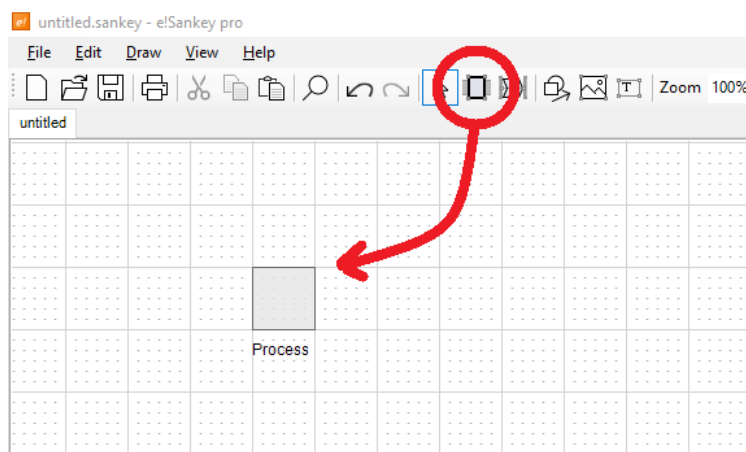 e! untitled.sankey - e!Sankey pro
File Edit Draw View Help
T Zoom 100%
untitled
Process